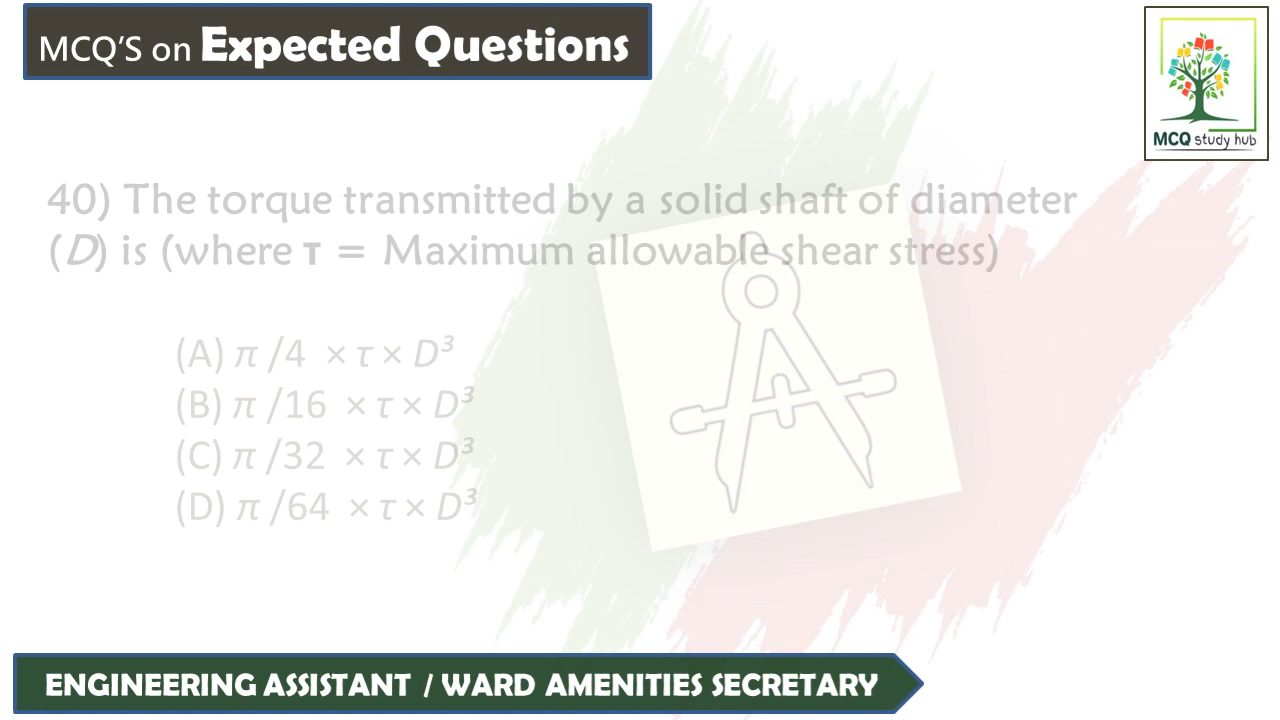 MCQ'S on Expected Questions
MCQ study hub
40) The torque transmitted by a solid shaft of diameter
(D) is (where τ = Maximum allowable shear stress)
(A) π /4 × τ × D³
(B) π /16 × τ × D³
(C) π /32 × τ × D³
(D) π /64 × τ × D³
ENGINEERING ASSISTANT / WARD AMENITIES SECRETARY